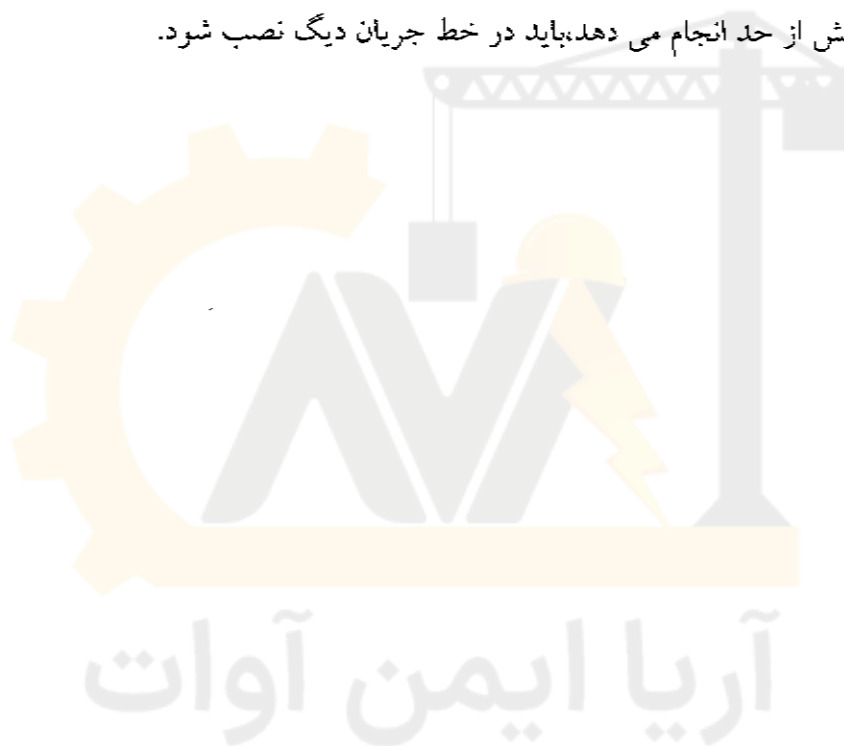 از حد انجام می دهد،باید در خط جریان دیگ نصب شود.
آریا ایمن آوات